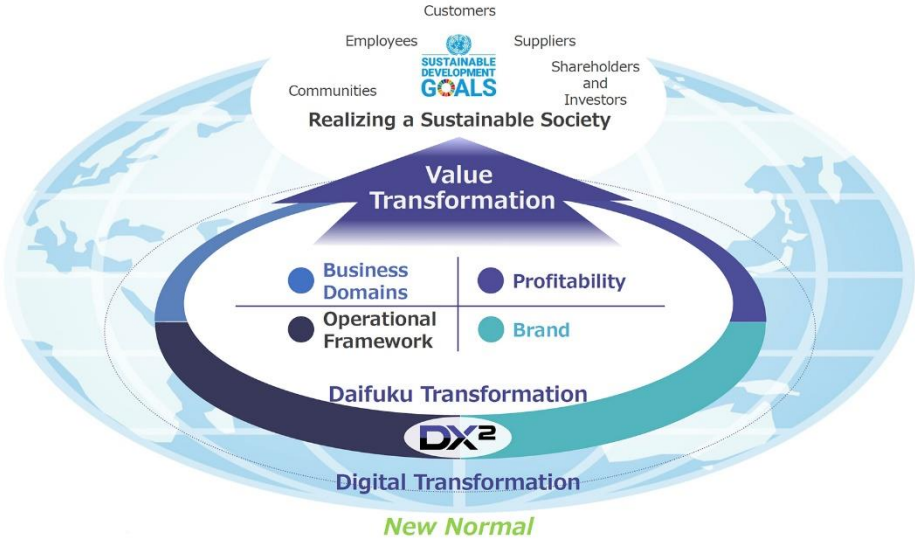 Customers
Employees
Suppliers
Communities
SUSTAINABLE
DEVELOPMENT
GOALS
Shareholders
and
Investors
Realizing a Sustainable Society
Value
Transformation
Business
Domains
Profitability
Operational
Framework
Brand
Daifuku Transformation
DX²
Digital Transformation
New Normal